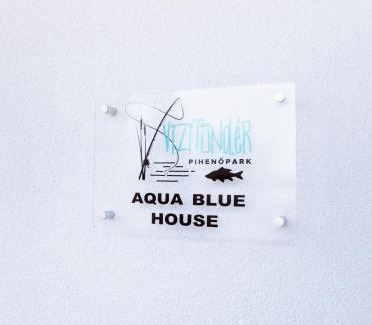 VIZITÜNDÉR
PIHENŐPARK
AQUA BLUE
HOUSE